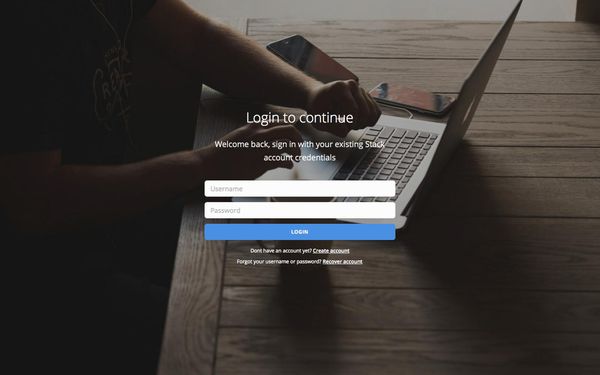 Login to continue
Welcome back, sign in with your existing Stack
account credentials
Username
Password
LOGIN
Dont have an account yet? Create account
Forgot your username or password? Recover account